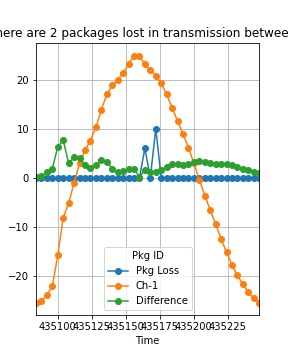 here are 2 packages lost in transmission between
20
10
0
−10
−20
435100 435125 435150 435175 435200 435225
Pkg ID
Pkg Loss
Ch-1
Difference
Time